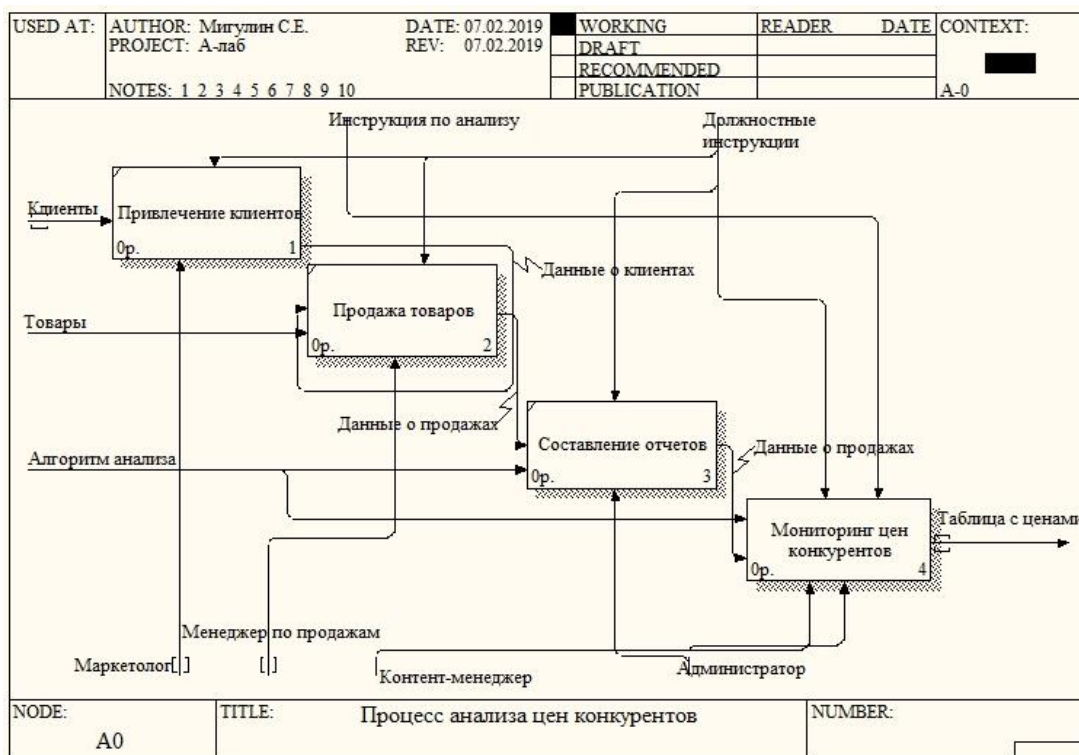 USED AT:
AUTHOR: Мигулин С.Е.
DATE: 07.02.2019
PROJECT: А-лаб
REV: 07.02.2019
NOTES: 1 2 3 4 5 6 7 8 9 10
WORKING
DRAFT
RECOMMENDED
PUBLICATION
READER
DATE
CONTEXT:
A-0
Инструкция по анализу
Должностные
инструкции
Клиенты
Привлечение клиентов
0р.
1
Данные о клиентах
Товары
Продажа товаров
0р.
2
Данные о продажах
Алгоритм анализа
Составление отчетов
0р.
3
Данные о продажах
Мониторинг цен
конкурентов
0р.
4
Таблица с ценами
Менеджер по продажам
Маркетолог
Контент-менеджер
Администратор
NODE:
A0
TITLE:
Процесс анализа цен конкурентов
NUMBER: